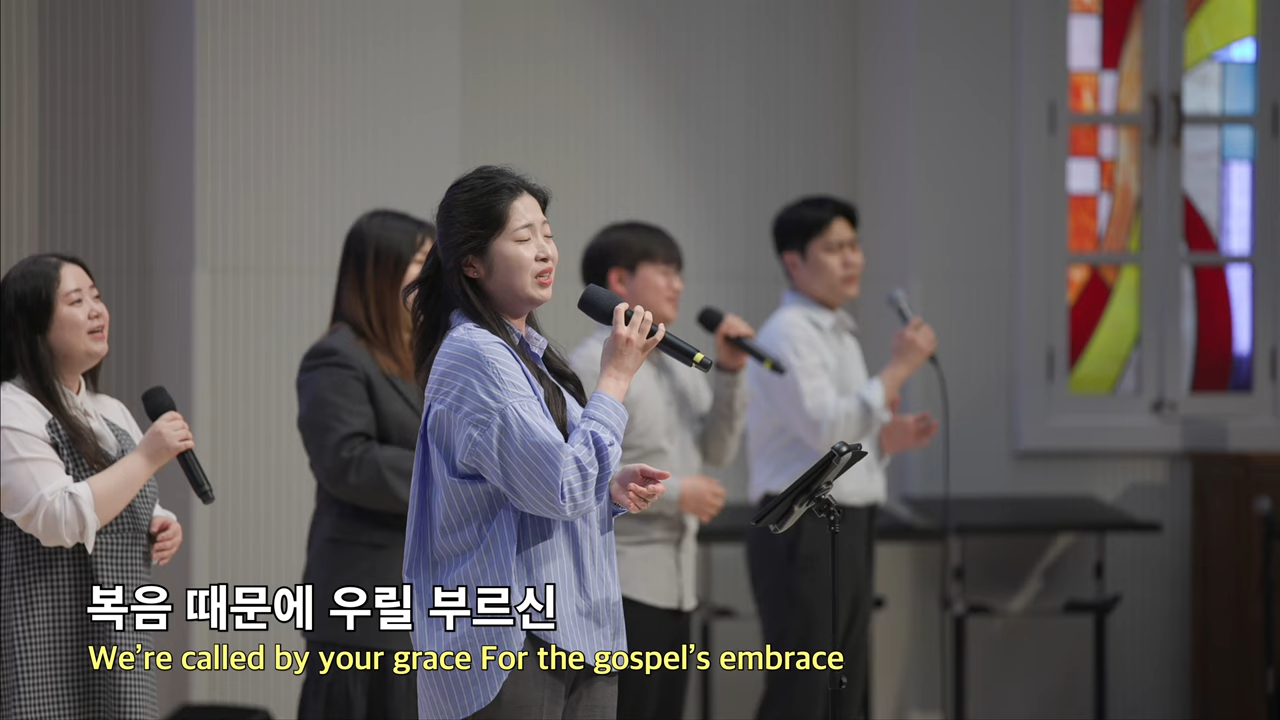 복음 때문에 우릴 부르신
We're called by your grace For the gospel's embrace